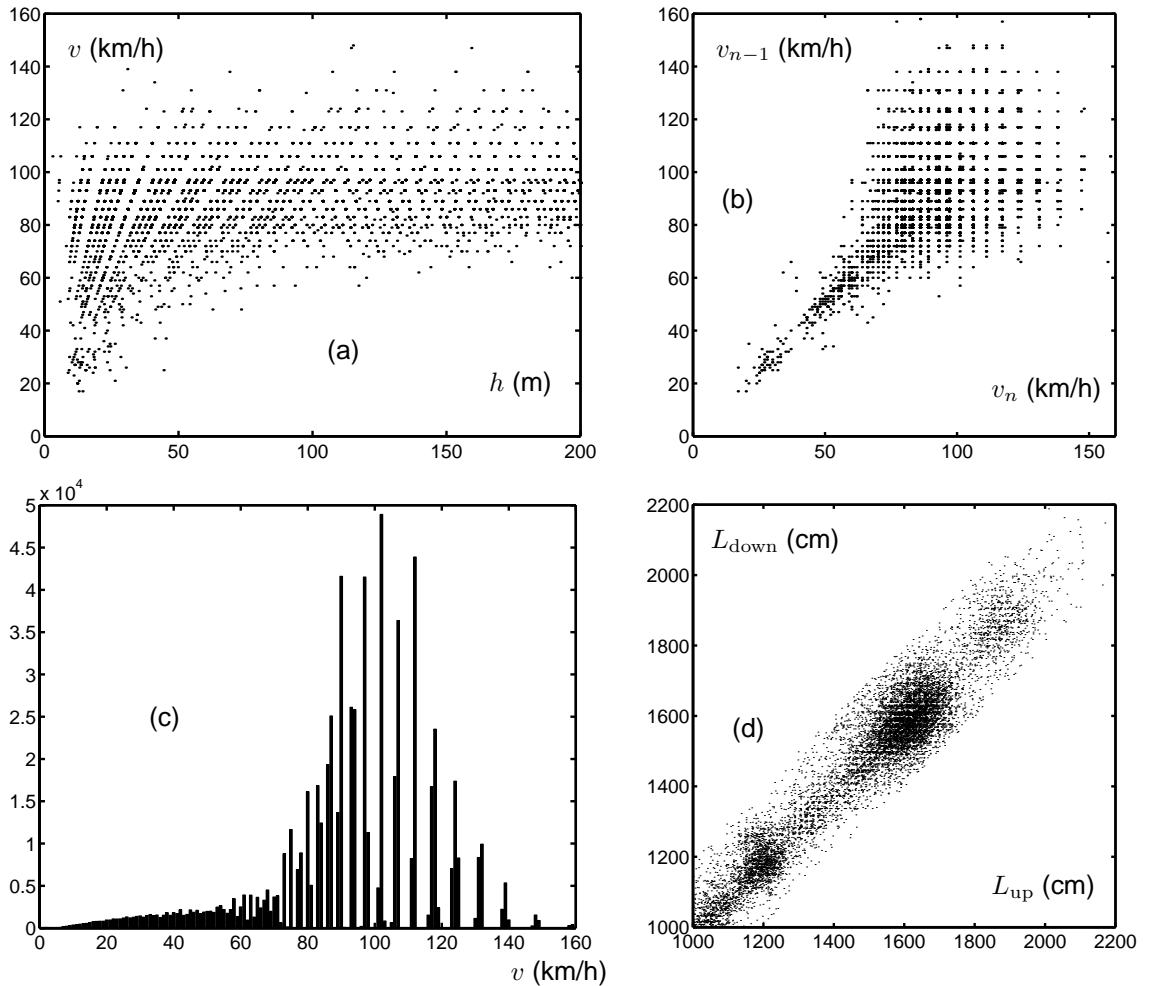 160
140
120
100
80
60
40
20
0
v (km/h)
(a)
h (m)
0 50 100 150 200
160
140
120
100
80
60
40
20
0
v_{n−1} (km/h)
(b)
v_n (km/h)
0 50 100 150
x 10^4
5
4.5
4
3.5
3
2.5
2
1.5
1
0.5
0
(c)
0 20 40 60 80 100 120 140 160
v (km/h)
2200
2000
1800
1600
1400
1200
1000
L_down (cm)
(d)
L_up (cm)
1000 1200 1400 1600 1800 2000 2200